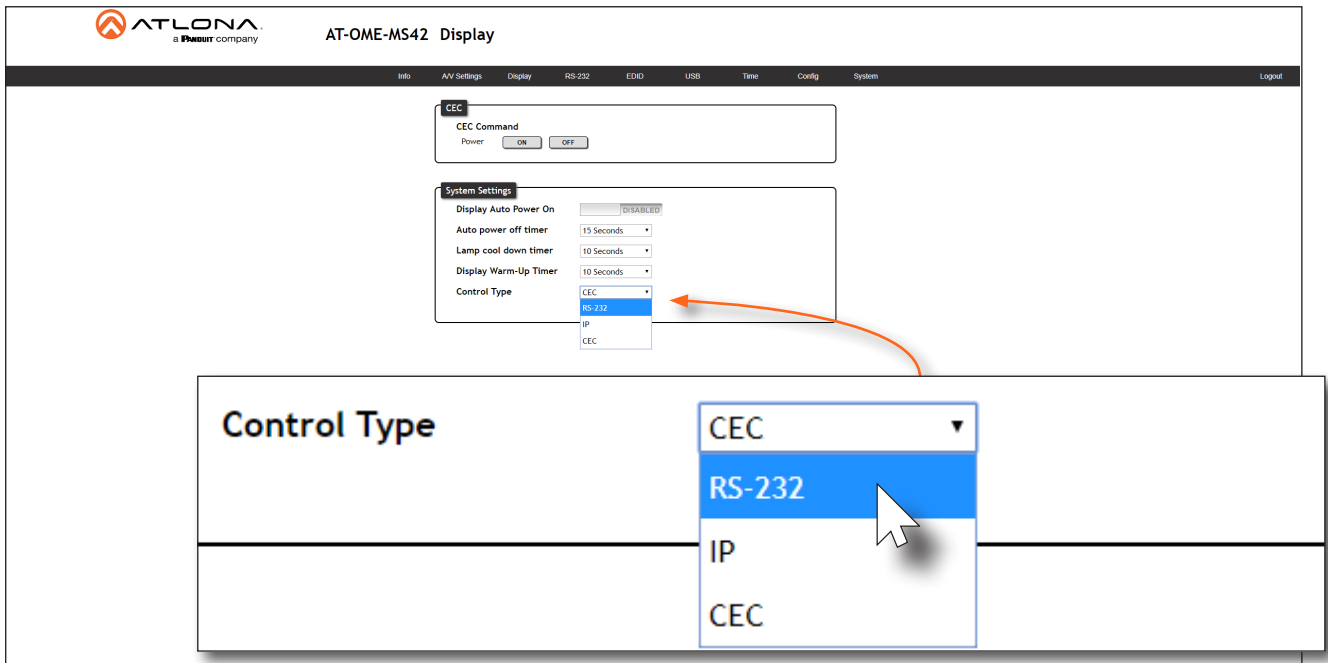 ATLONA.
a PANDUIT company
AT-OME-MS42 Display
Info A/V Settings Display RS-232 EDID USB Time Config System Logout
CEC
CEC Command
Power ON OFF
System Settings
Display Auto Power On DISABLED
Auto power off timer 15 Seconds
Lamp cool down timer 10 Seconds
Display Warm-Up Timer 10 Seconds
Control Type CEC
RS-232
IP
CEC
Control Type CEC
RS-232
IP
CEC